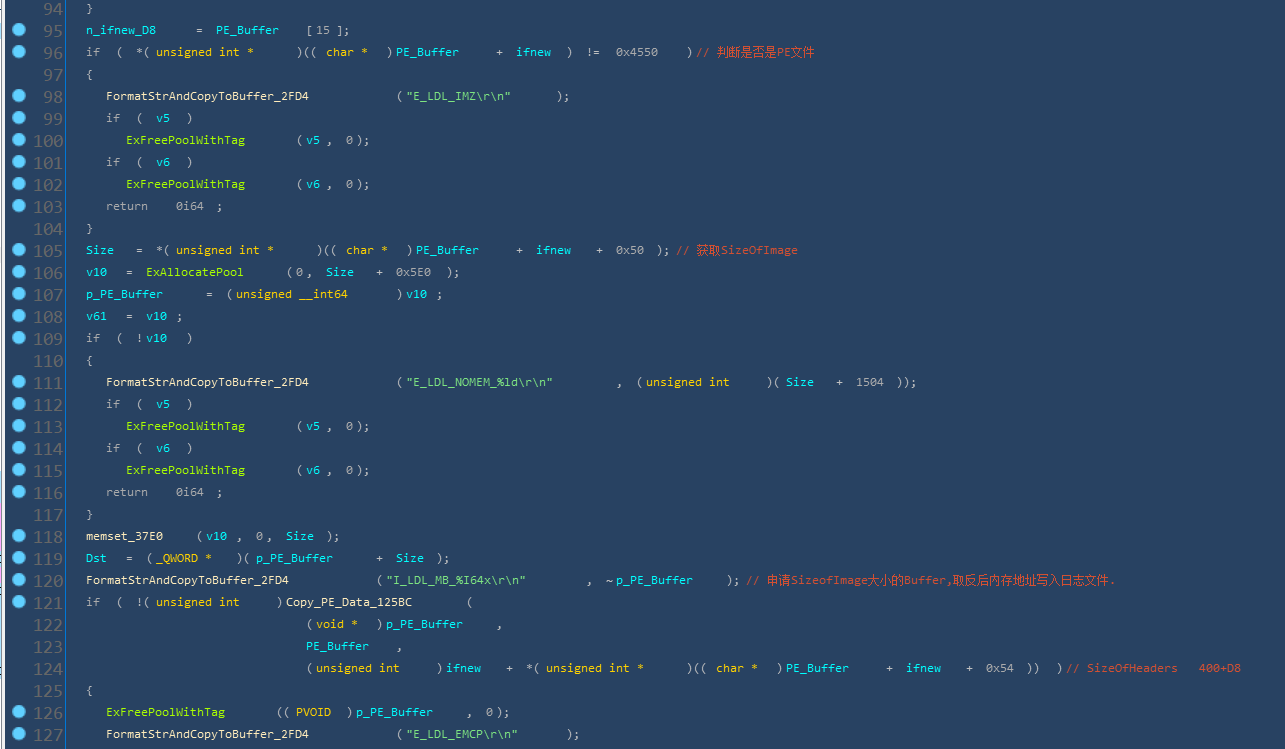 94 }
95 n_ifnew_D8 = PE_Buffer [ 15 ];
96 if ( *( unsigned int * )(( char * ) PE_Buffer + ifnew ) != 0x4550 ) // 判断是否是PE文件
97 {
98 FormatStrAndCopyToBuffer_2FD4 ( "E_LDL_IMZ\r\n" );
99 if ( v5 )
100 ExFreePoolWithTag ( v5 , 0 );
101 if ( v6 )
102 ExFreePoolWithTag ( v6 , 0 );
103 return 0i64 ;
104 }
105 Size = *( unsigned int * )(( char * ) PE_Buffer + ifnew + 0x50 ); // 获取SizeOfImage
106 v10 = ExAllocatePool ( 0 , Size + 0x5E0 );
107 p_PE_Buffer = ( unsigned __int64 ) v10 ;
108 v61 = v10 ;
109 if ( ! v10 )
110 {
111 FormatStrAndCopyToBuffer_2FD4 ( "E_LDL_NOMEM_%ld\r\n" , ( unsigned int )( Size + 1504 ));
112 if ( v5 )
113 ExFreePoolWithTag ( v5 , 0 );
114 if ( v6 )
115 ExFreePoolWithTag ( v6 , 0 );
116 return 0i64 ;
117 }
118 memset_37E0 ( v10 , 0 , Size );
119 Dst = ( _QWORD * )( p_PE_Buffer + Size );
120 FormatStrAndCopyToBuffer_2FD4 ( "I_LDL_MB_%I64x\r\n" , ~ p_PE_Buffer ); // 申请SizeofImage大小的Buffer,取反后内存地址写入日志文件.
121 if ( !( unsigned int ) Copy_PE_Data_125BC (
122 ( void * ) p_PE_Buffer ,
123 PE_Buffer ,
124 ( unsigned int ) ifnew + *( unsigned int * )(( char * ) PE_Buffer + ifnew + 0x54 )) ) // SizeOfHeaders 400+D8
125 {
126 ExFreePoolWithTag (( PVOID ) p_PE_Buffer , 0 );
127 FormatStrAndCopyToBuffer_2FD4 ( "E_LDL_EMCP\r\n" );